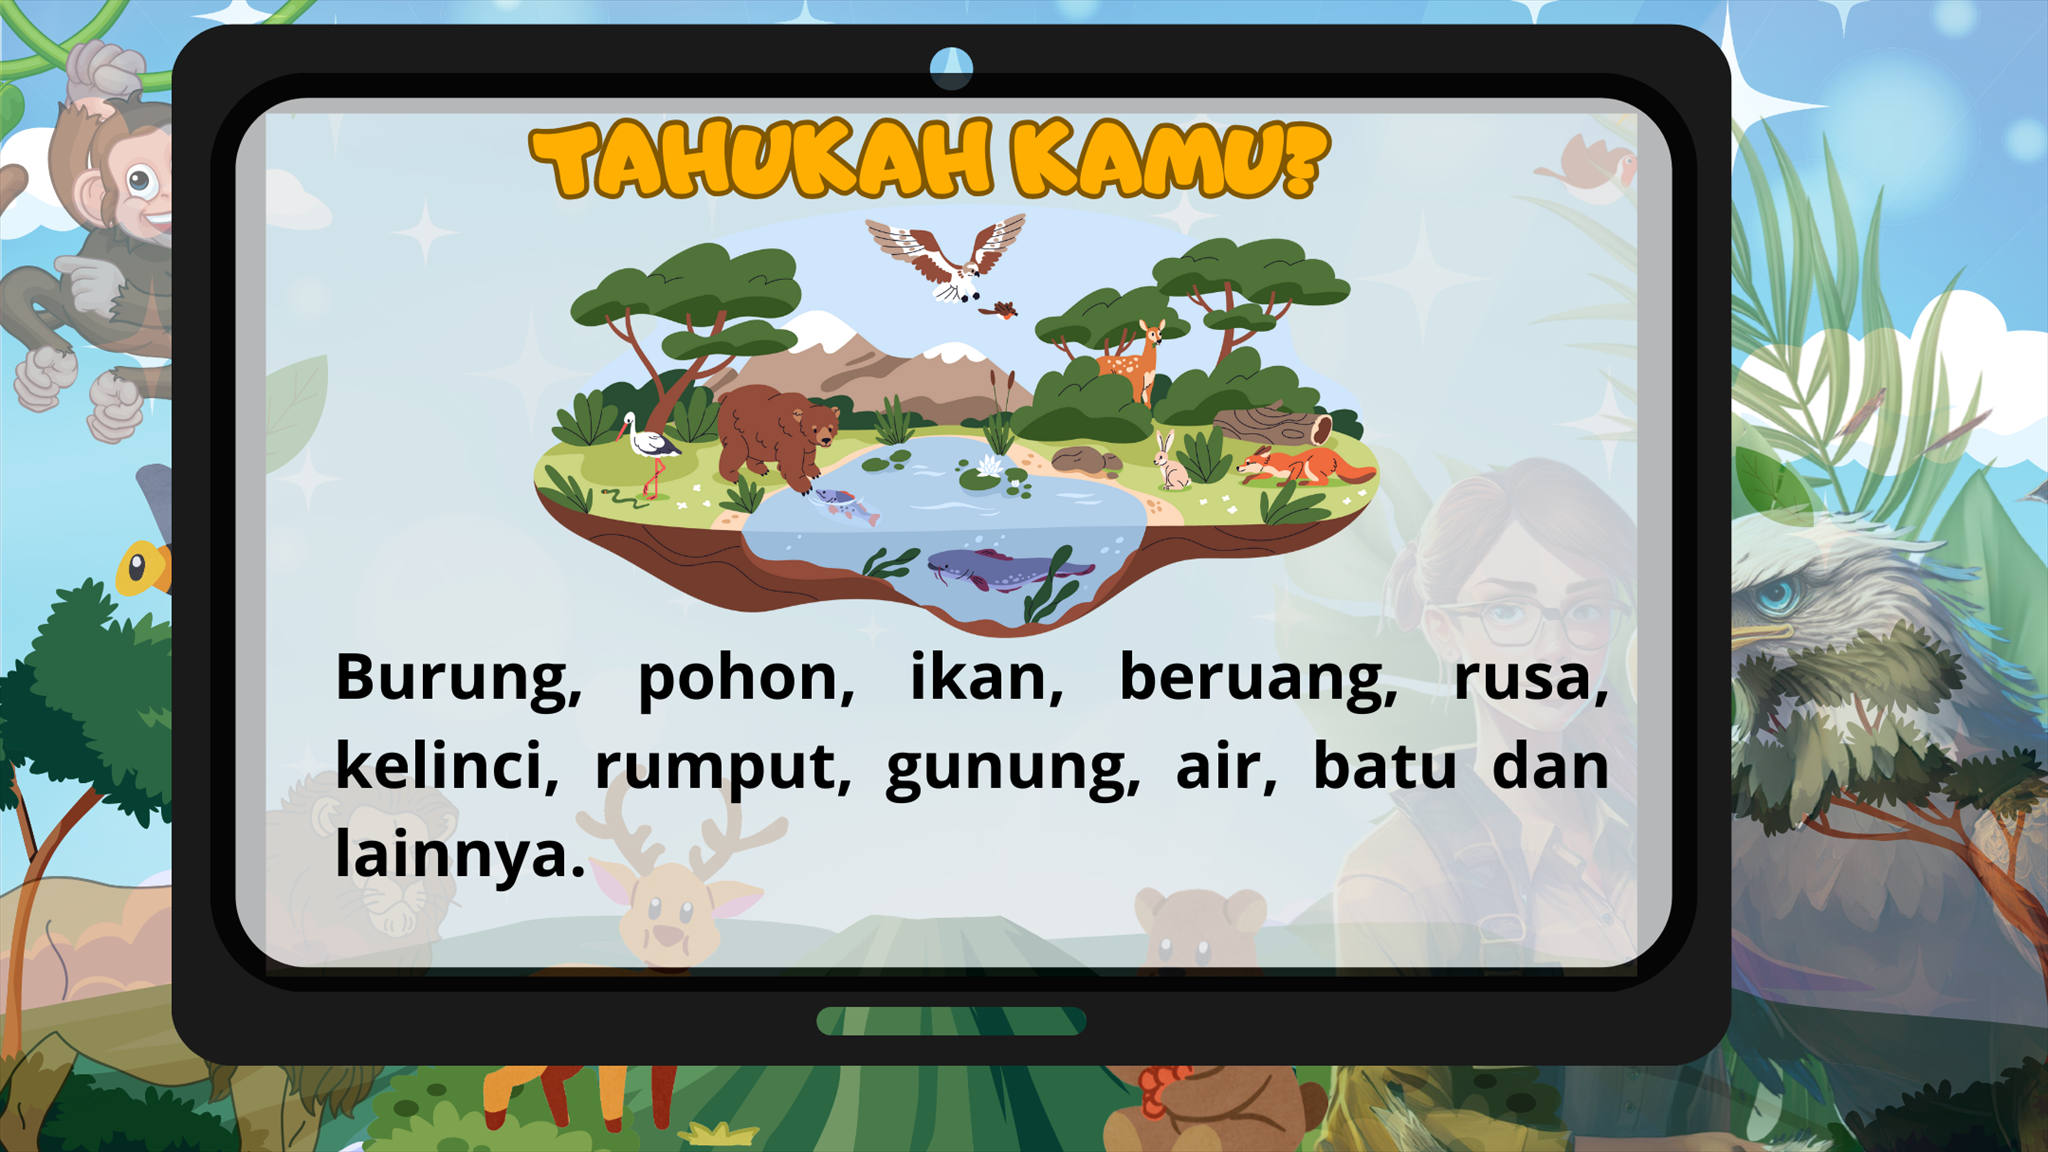 TAHUKAH KAMU?
Burung, pohon, ikan, beruang, rusa,
kelinci, rumput, gunung, air, batu dan
lainnya.